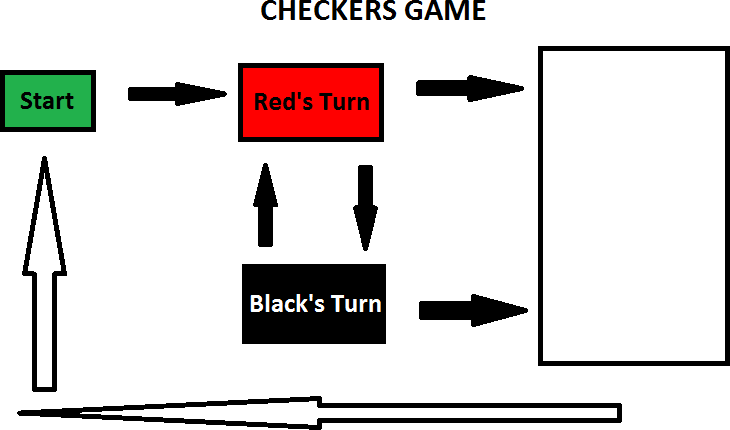 CHECKERS GAME
Start
Red's Turn
Black's Turn